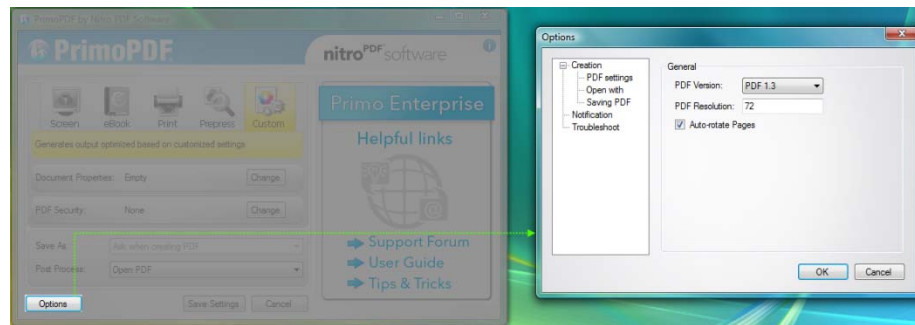 PrimoPDF by Nitro PDF Software
PrimoPDF
nitroPDF software
Screen eBook Print Prepress Custom
Generates output optimized based on customized settings
Document Properties: Empty Change
PDF Security: None Change
Save As: Ask when creating PDF
Post Process: Open PDF
Options Save Settings Cancel
Primo Enterprise
Helpful links
Support Forum
User Guide
Tips & Tricks
Options
Creation
PDF settings
Open with
Saving PDF
Notification
Troubleshoot
General
PDF Version: PDF 1.3
PDF Resolution: 72
Auto-rotate Pages
OK Cancel